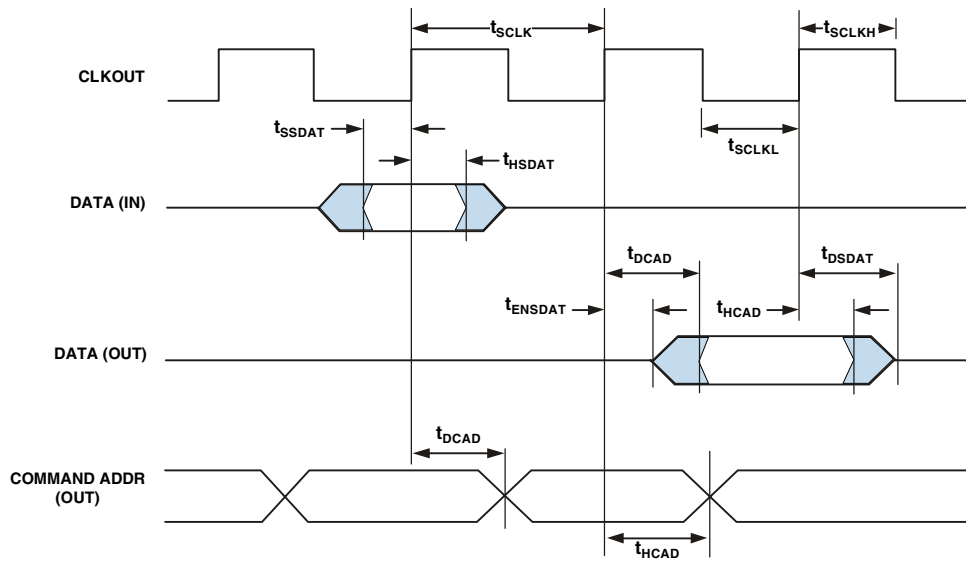 tSCLK
tSCLKH
CLKOUT
tSSDAT
tHSDAT
tSCLKL
DATA (IN)
tDCAD
tDSDAT
tENSDAT
tHCAD
DATA (OUT)
tDCAD
COMMAND ADDR
(OUT)
tHCAD